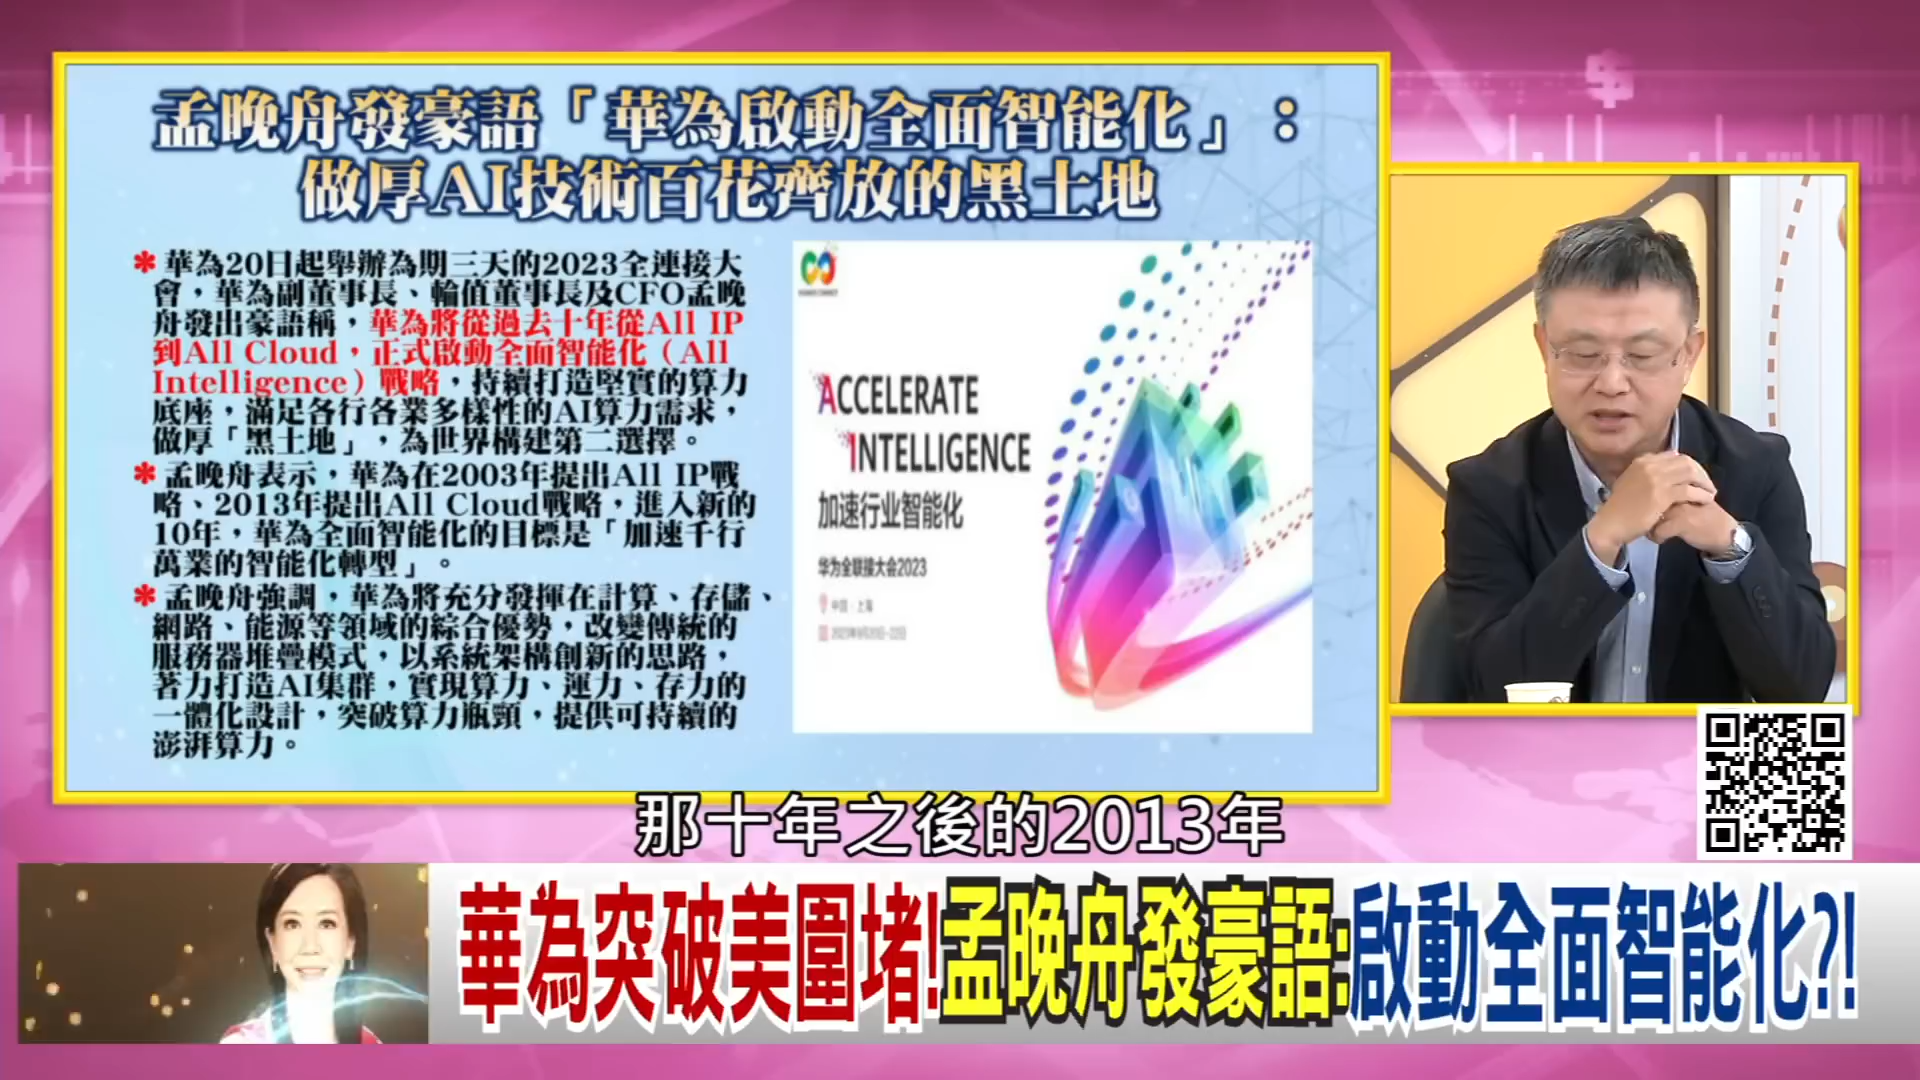 孟晚舟發豪語「華為啟動全面智能化」：
做厚AI技術百花齊放的黑土地
* 華為20日起舉辦為期三天的2023全連接大
會，華為副董事長、輪值董事長及CFO孟晚
舟發出豪語稱，華為將從過去十年從All IP
到All Cloud，正式啟動全面智能化（All
Intelligence）戰略，持續打造堅實的算力
底座，滿足各行各業多樣性的AI算力需求，
做厚「黑土地」，為世界構建第二選擇。
* 孟晚舟表示，華為在2003年提出All IP戰
略、2013年提出All Cloud戰略，進入新的
10年，華為全面智能化的目標是「加速千行
萬業的智能化轉型」。
* 孟晚舟強調，華為將充分發揮在計算、存儲、
網路、能源等領域的綜合優勢，改變傳統的
服務器堆疊模式，以系統架構創新的思路，
著力打造AI集群，實現算力、運力、存力的
一體化設計，突破算力瓶頸，提供可持續的
澎湃算力。
ACCELERATE
INTELLIGENCE
加速行业智能化
华为全联接大会2023
中国·上海
2023年9月20日-22日
那十年之後的2013年
華為突破美圍堵!孟晚舟發豪語:啟動全面智能化?!